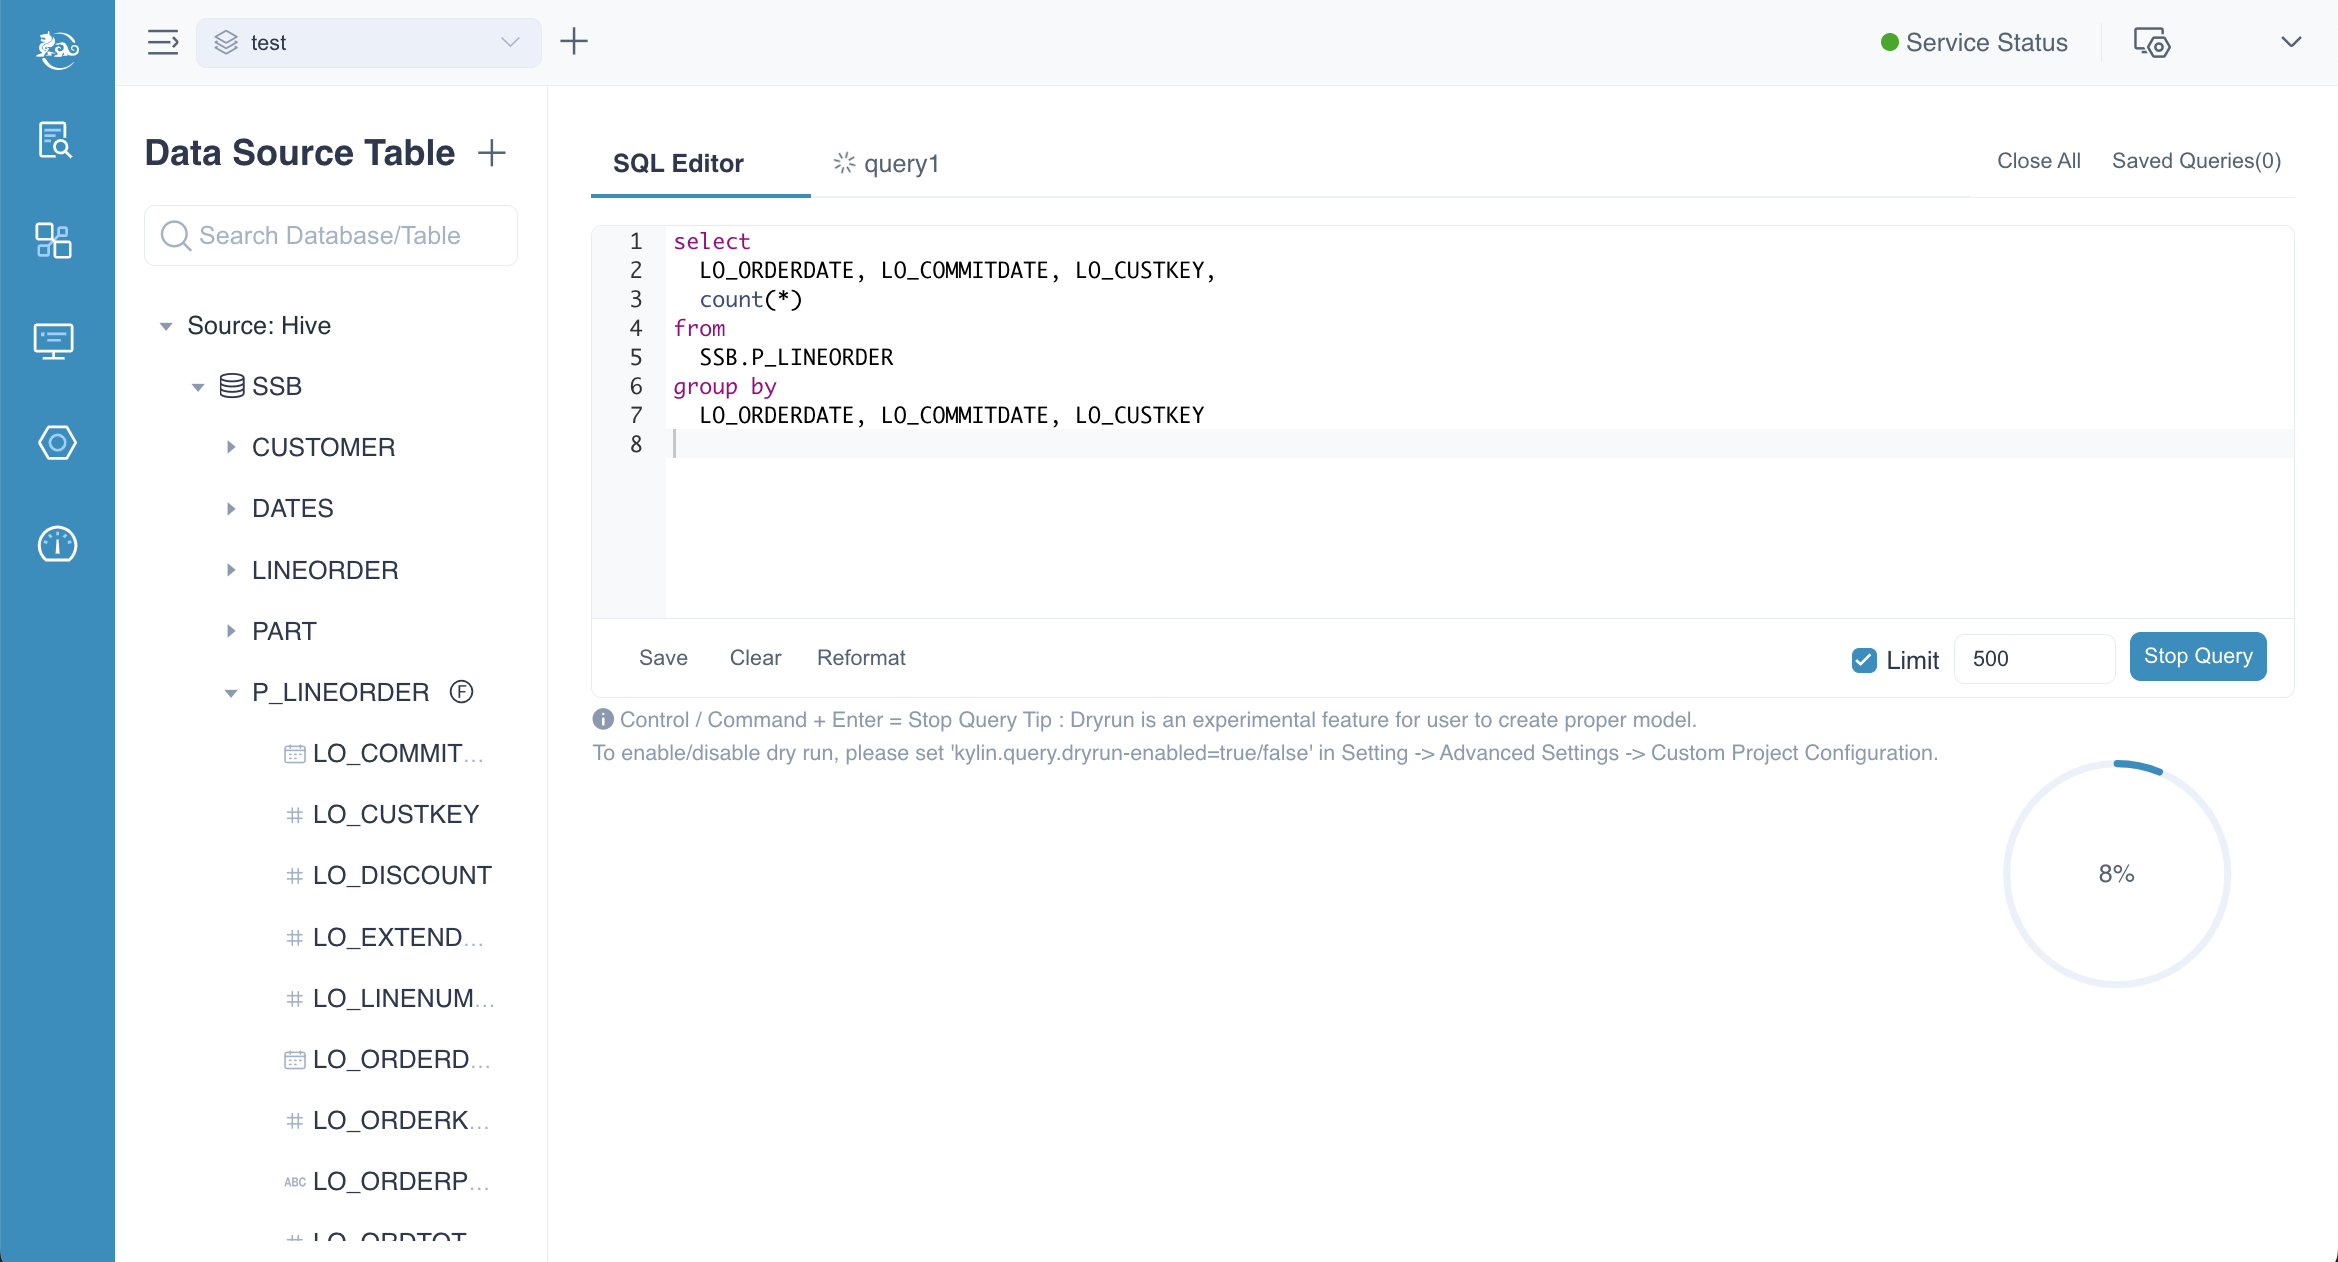 test
Service Status
Data Source Table
Search Database/Table
Source: Hive
SSB
CUSTOMER
DATES
LINEORDER
PART
P_LINEORDER F
LO_COMMIT...
LO_CUSTKEY
LO_DISCOUNT
LO_EXTEND...
LO_LINENUM...
LO_ORDERD...
LO_ORDERK...
ABC LO_ORDERP...
LO_ORDTOT
SQL Editor
query1
Close All
Saved Queries(0)
1 select
2 LO_ORDERDATE, LO_COMMITDATE, LO_CUSTKEY,
3 count(*)
4 from
5 SSB.P_LINEORDER
6 group by
7 LO_ORDERDATE, LO_COMMITDATE, LO_CUSTKEY
8
Save Clear Reformat
Limit 500 Stop Query
Control / Command + Enter = Stop Query Tip : Dryrun is an experimental feature for user to create proper model.
To enable/disable dry run, please set 'kylin.query.dryrun-enabled=true/false' in Setting -> Advanced Settings -> Custom Project Configuration.
8%